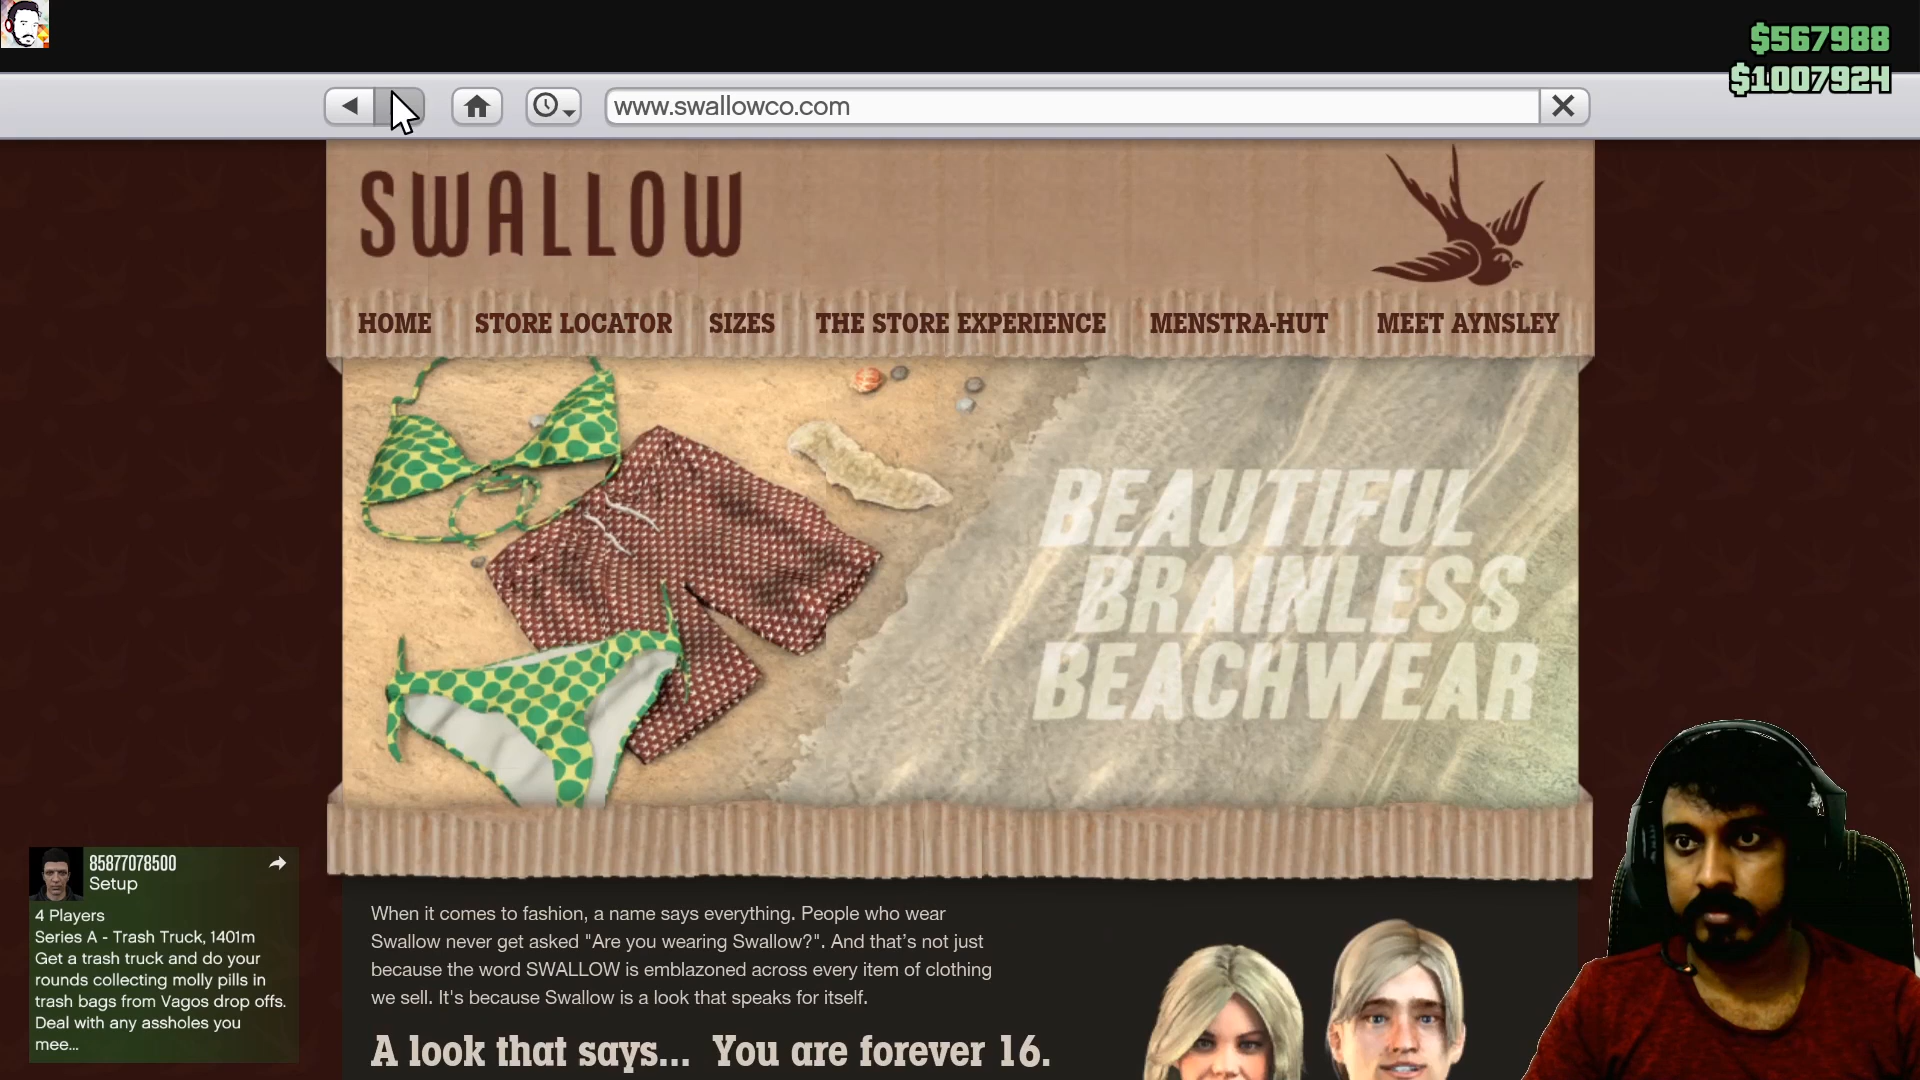 $567988
$1007924
www.swallowco.com
SWALLOW
HOME STORE LOCATOR SIZES THE STORE EXPERIENCE MENSTRA-HUT MEET AYNSLEY
BEAUTIFUL
BRAINLESS
BEACHWEAR
When it comes to fashion, a name says everything. People who wear
Swallow never get asked "Are you wearing Swallow?". And that's not just
because the word SWALLOW is emblazoned across every item of clothing
we sell. It's because Swallow is a look that speaks for itself.
A look that says... You are forever 16.
85877078500
Setup
4 Players
Series A - Trash Truck, 1401m
Get a trash truck and do your
rounds collecting molly pills in
trash bags from Vagos drop offs.
Deal with any assholes you
mee...